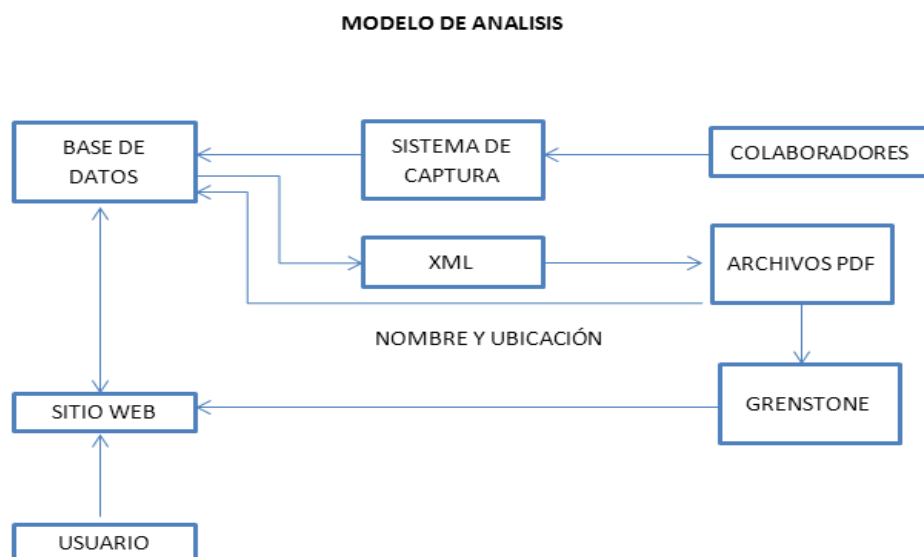 MODELO DE ANALISIS
BASE DE
DATOS
SISTEMA DE
CAPTURA
COLABORADORES
XML
ARCHIVOS PDF
NOMBRE Y UBICACIÓN
SITIO WEB
GRENSTONE
USUARIO